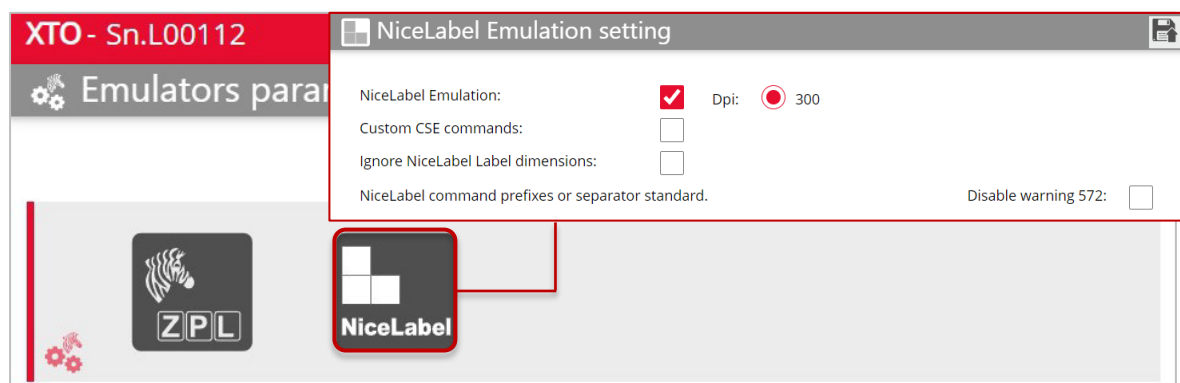 XTO - Sn.L00112
NiceLabel Emulation setting
Emulators parar
NiceLabel Emulation:
Dpi:
300
Custom CSE commands:
Ignore NiceLabel Label dimensions:
NiceLabel command prefixes or separator standard.
Disable warning 572:
ZPL
NiceLabel